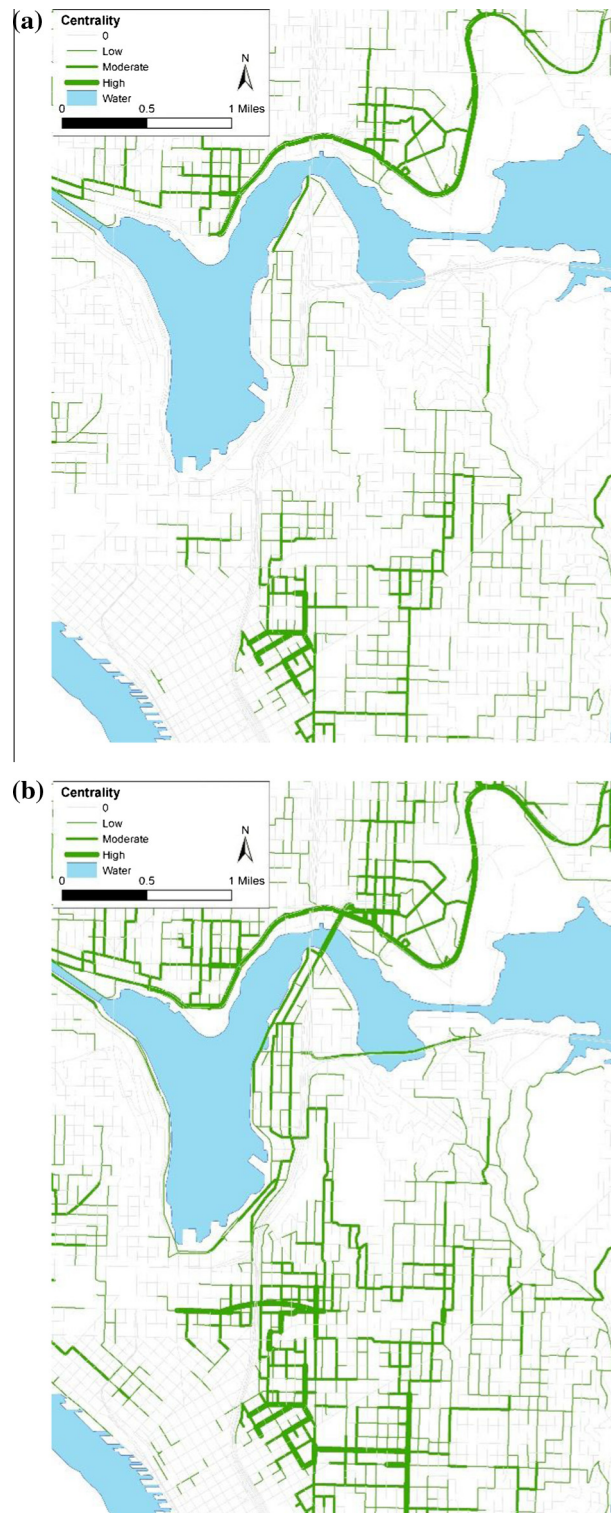 (a)
Centrality
0
Low
Moderate
High
Water
N
0 0.5 1 Miles
(b)
Centrality
0
Low
Moderate
High
Water
N
0 0.5 1 Miles